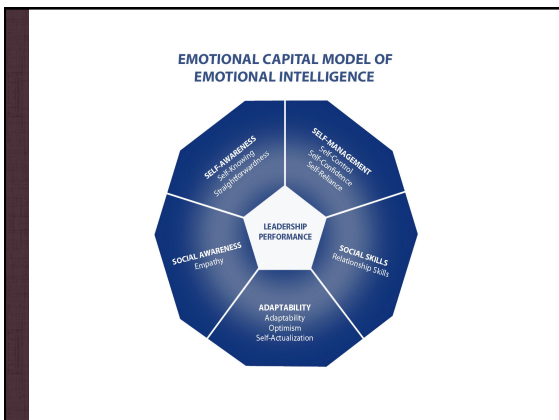 EMOTIONAL CAPITAL MODEL OF
EMOTIONAL INTELLIGENCE
SELF-AWARENESS
Self-Knowing
Straightforwardness
SELF-MANAGEMENT
Self-Control
Self-Confidence
Self-Reliance
LEADERSHIP
PERFORMANCE
SOCIAL AWARENESS
Empathy
SOCIAL SKILLS
Relationship Skills
ADAPTABILITY
Adaptability
Optimism
Self-Actualization